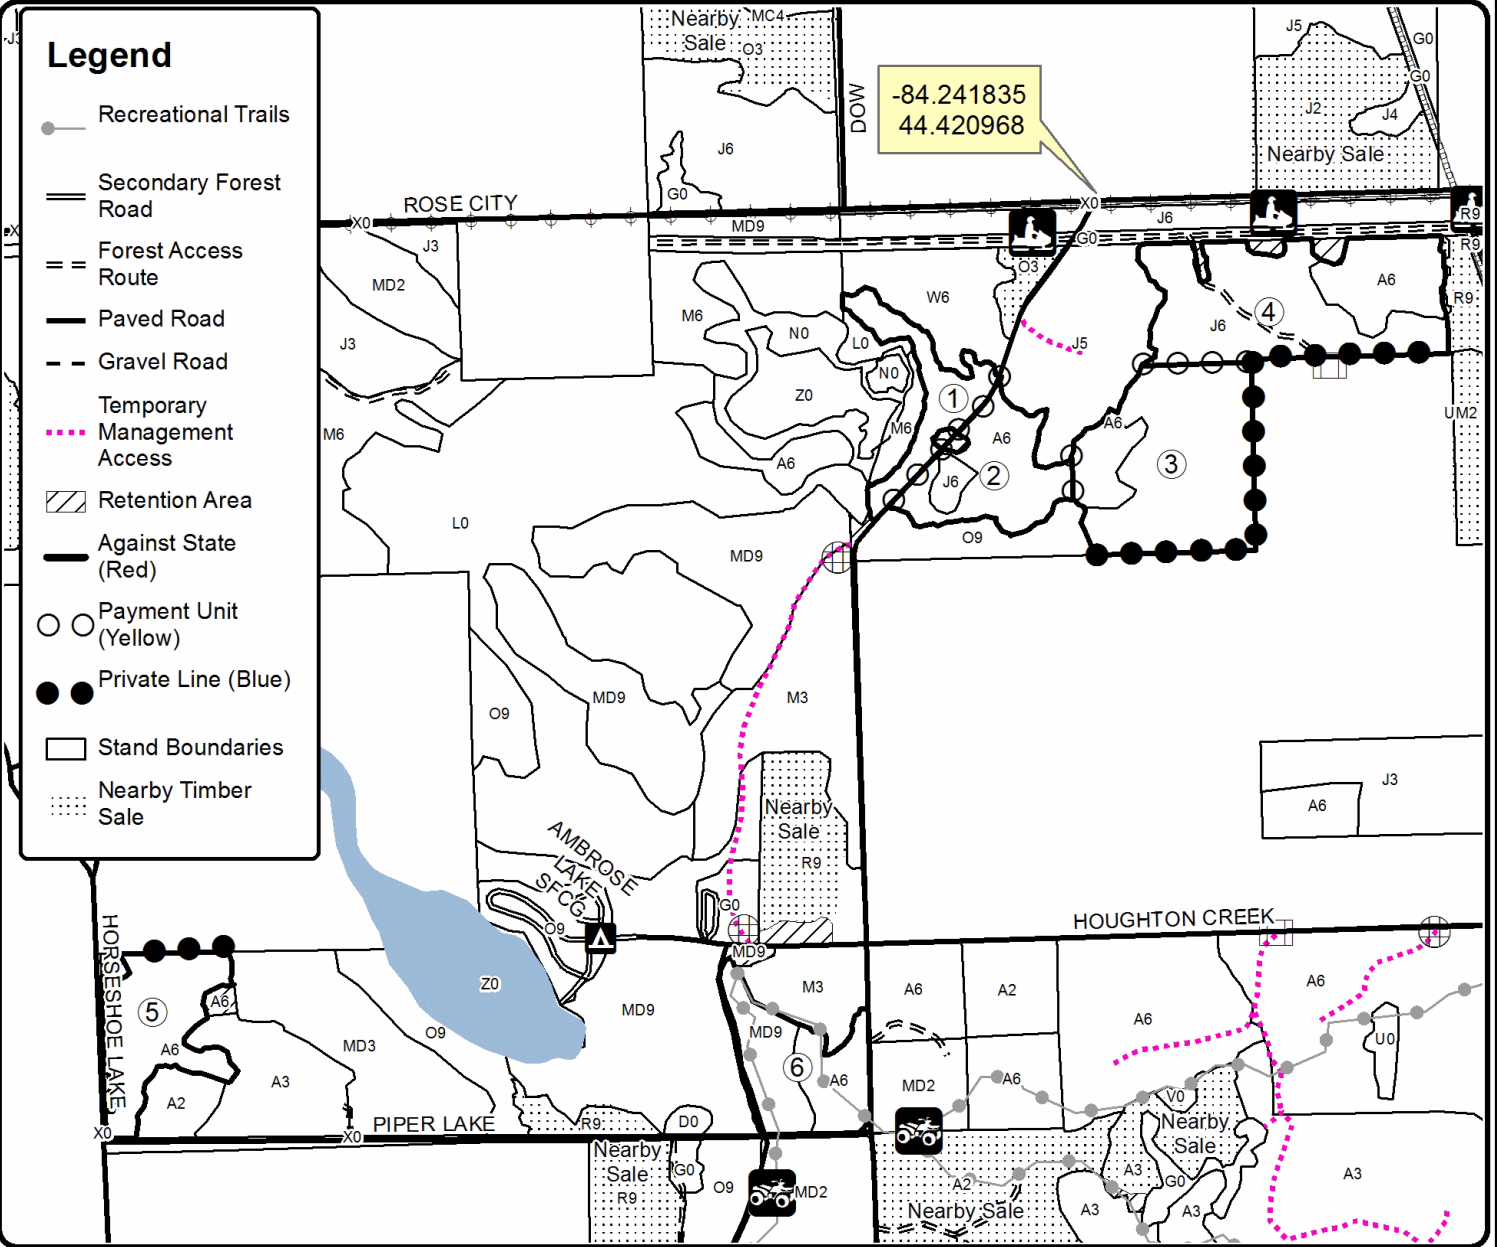 Legend
Recreational Trails
Secondary Forest
Road
Forest Access
Route
Paved Road
Gravel Road
Temporary
Management
Access
Retention Area
Against State
(Red)
Payment Unit
(Yellow)
Private Line (Blue)
Stand Boundaries
Nearby Timber
Sale
Nearby
Sale
MC4
O3
DOW
-84.241835
44.420968
J5
G0
G0
J2
J4
Nearby Sale
J6
G0
ROSE CITY
X0
X0
J6
R9
MD9
G0
R9
J3
MD2
O3
A6
W6
R9
M6
N0
L0
J6
4
J3
J5
N0
Z0
1
UM2
M6
M6
A6
A6
A6
2
3
J6
L0
O9
MD9
MD9
M3
O9
J3
A6
Nearby
Sale
R9
AMBROSE
LAKE
SFCG
G0
O9
HOUGHTON CREEK
HORSESHOE LAKE
MD9
Z0
M3
A6
A2
A6
A6
5
MD9
A6
MD9
O9
MD3
A6
U0
6
A3
A6
MD2
A6
A2
V0
X0
X0
PIPER LAKE
R9
D0
Nearby
Sale
Nearby
Sale
G0
R9
O9
MD2
A2
Nearby Sale
A3
G0
A3
A3
A3